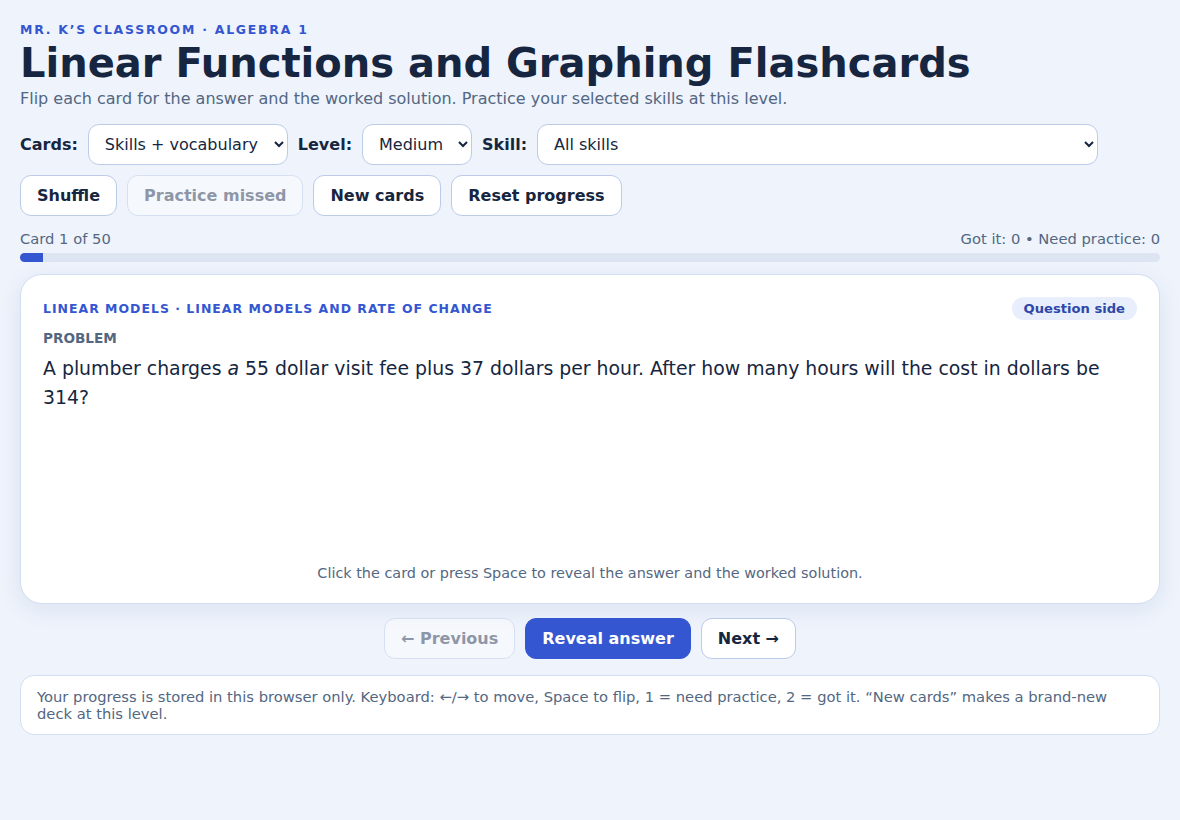 MR. K’S CLASSROOM · ALGEBRA 1
Linear Functions and Graphing Flashcards
Flip each card for the answer and the worked solution. Practice your selected skills at this level.
Cards: Skills + vocabulary Level: Medium Skill: All skills
Shuffle Practice missed New cards Reset progress
Card 1 of 50 Got it: 0 • Need practice: 0
LINEAR MODELS · LINEAR MODELS AND RATE OF CHANGE Question side
PROBLEM
A plumber charges a 55 dollar visit fee plus 37 dollars per hour. After how many hours will the cost in dollars be
314?
Click the card or press Space to reveal the answer and the worked solution.
← Previous Reveal answer Next →
Your progress is stored in this browser only. Keyboard: ←/→ to move, Space to flip, 1 = need practice, 2 = got it. “New cards” makes a brand-new
deck at this level.